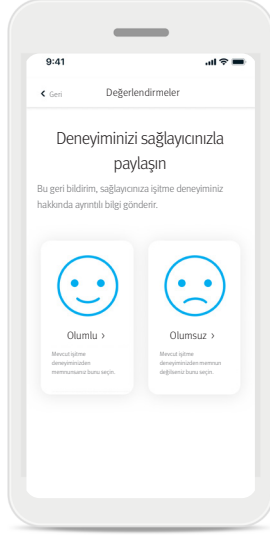 9:41
Geri
Değerlendirmeler
Deneyiminizi sağlayıcınızla
paylaşın
Bu geri bildirim, sağlayıcınıza işitme deneyiminiz
hakkında ayrıntılı bilgi gönderir.
Olumlu ›
Mevcut işitme
deneyiminizden
memnunsanız bunu seçin.
Olumsuz ›
Mevcut işitme
deneyiminizden memnun
değilseniz bunu seçin.